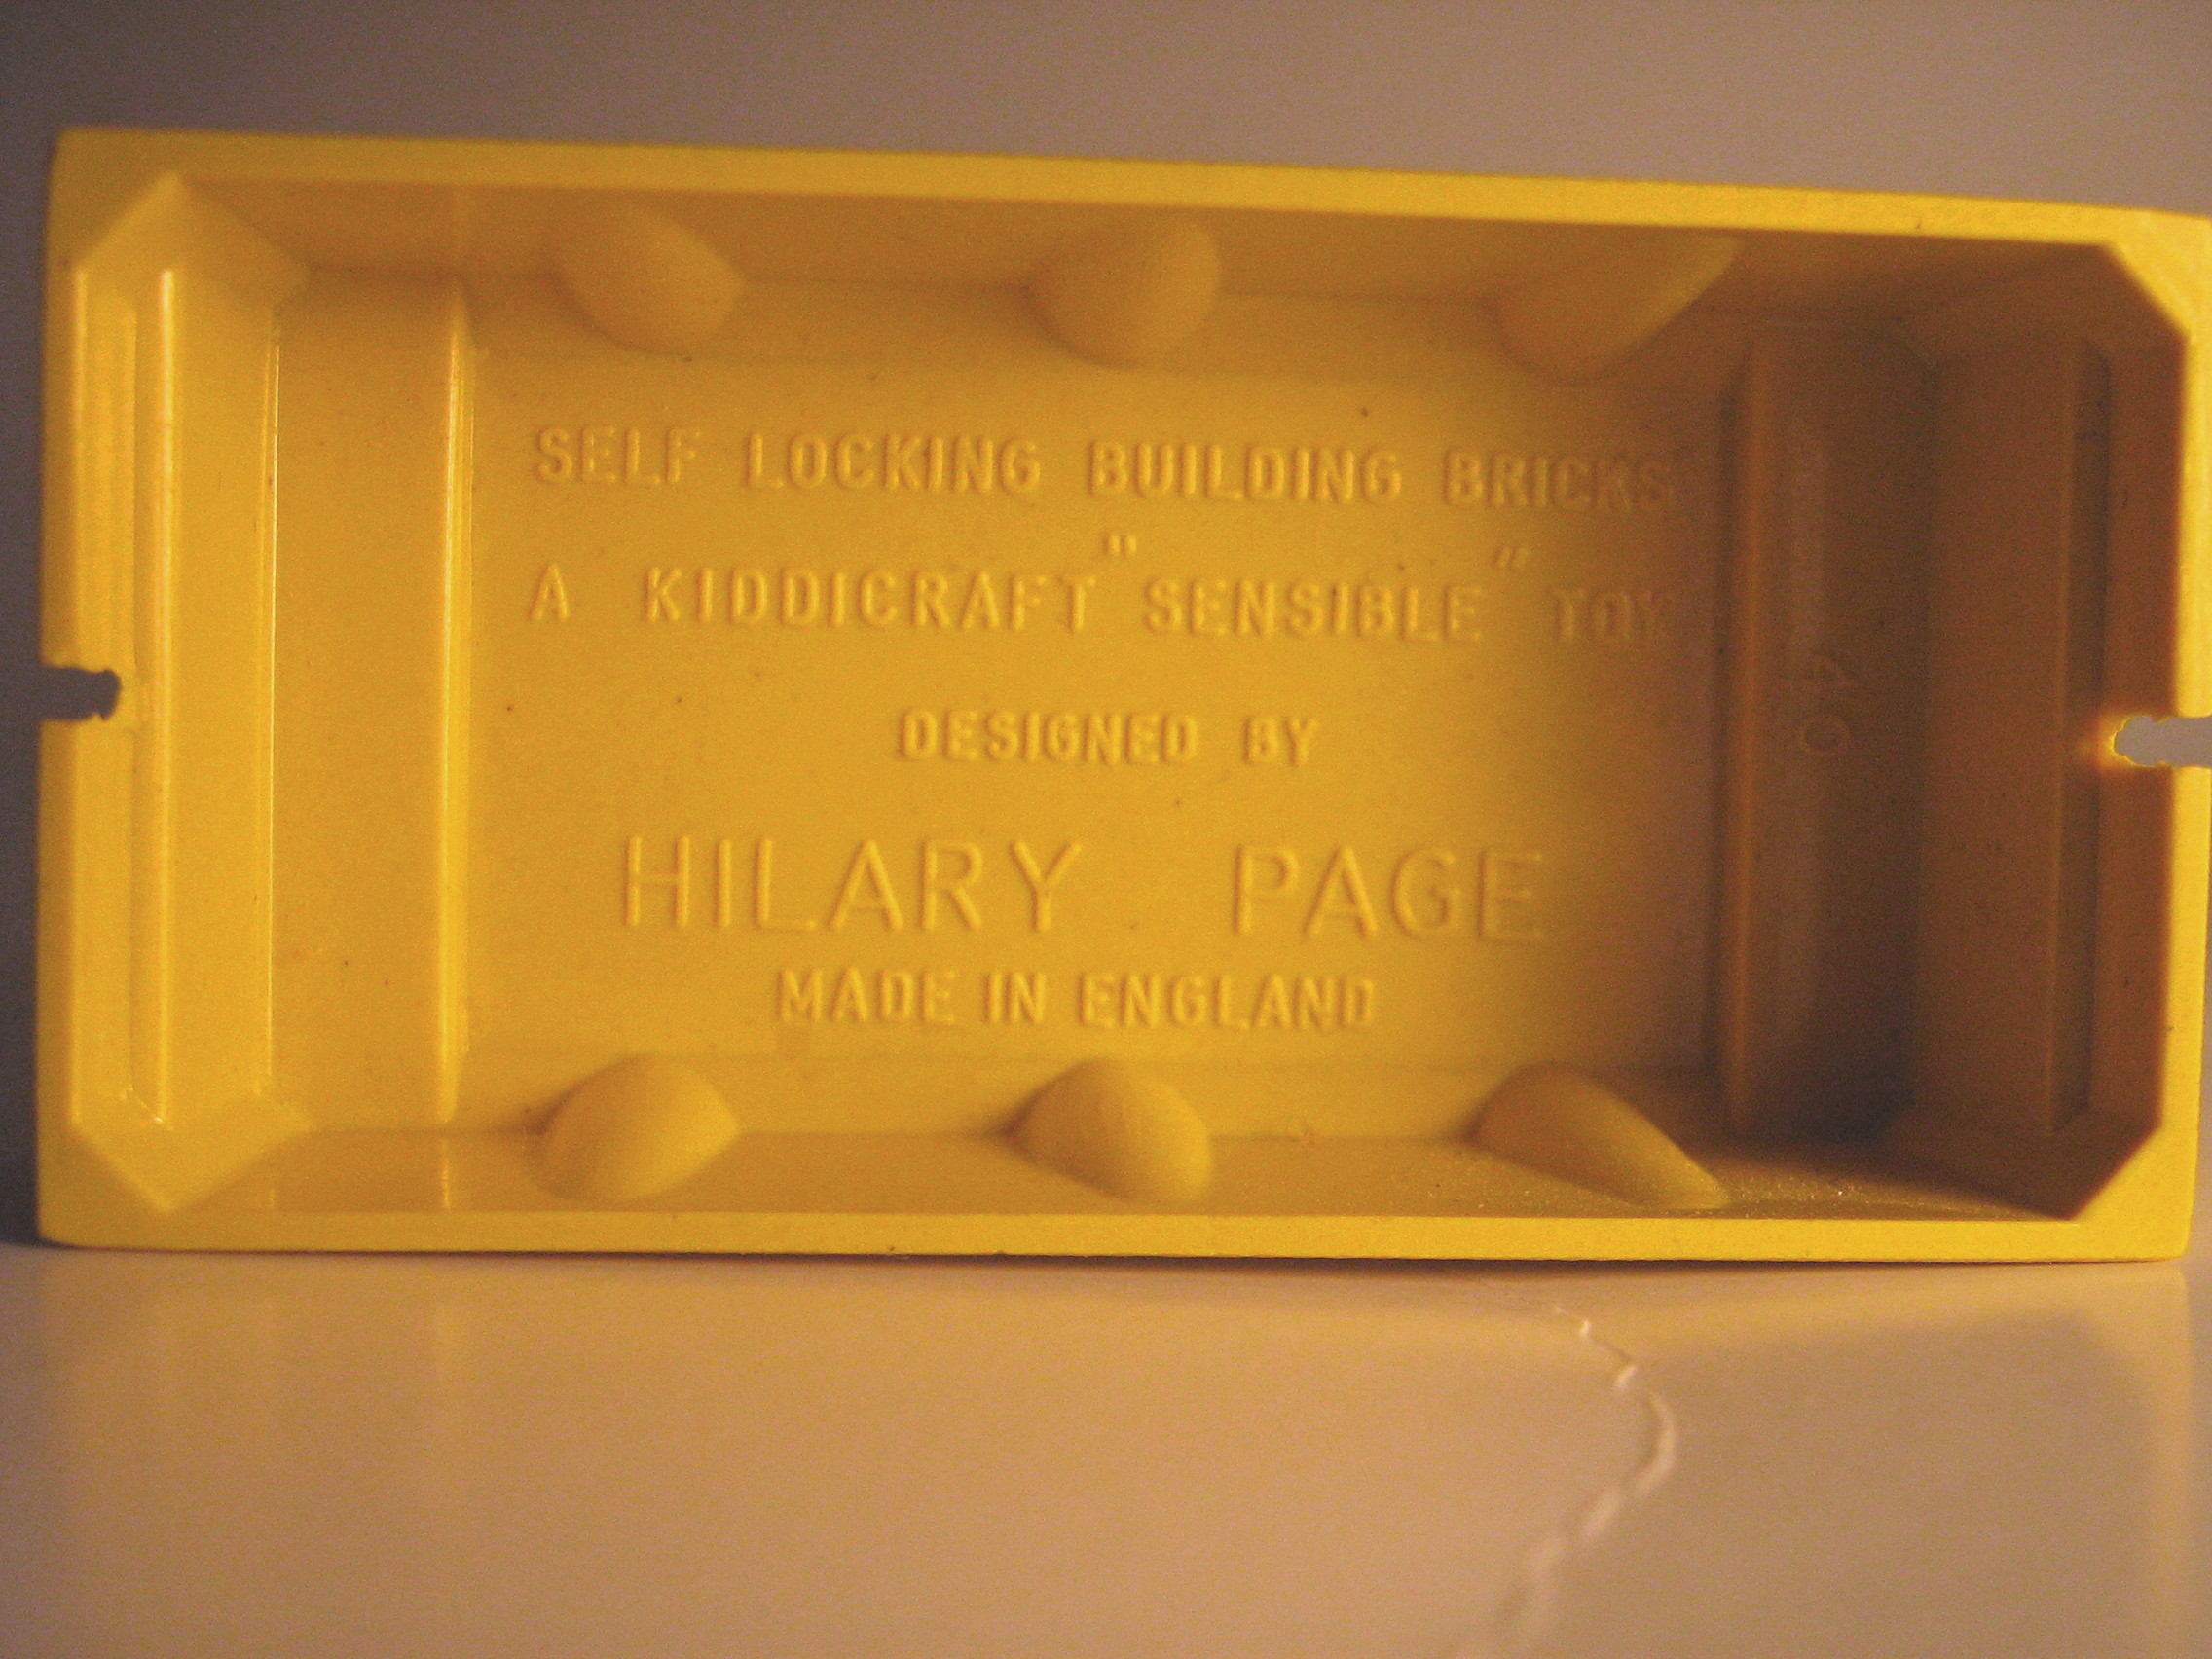 SELF LOCKING BUILDING BRICKS
A KIDDICRAFT "SENSIBLE" TOY
DESIGNED BY
HILARY PAGE
MADE IN ENGLAND